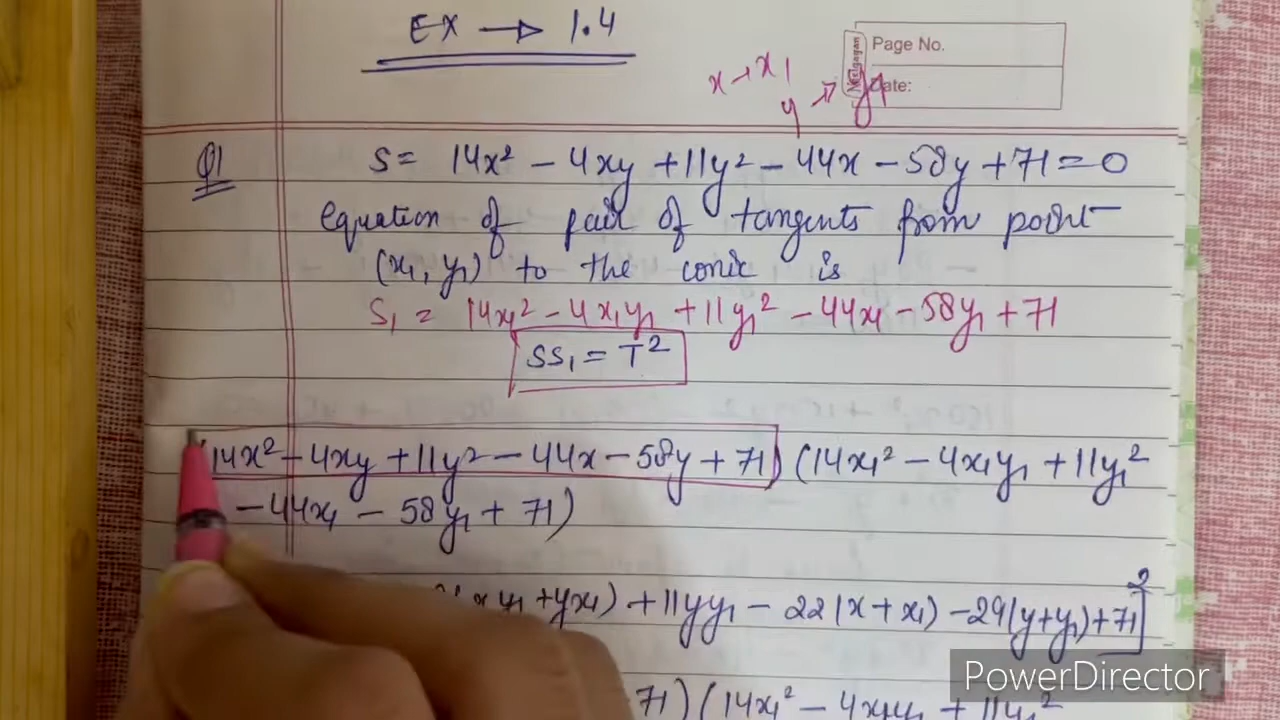 Ex → 1.4
Page No.
Date:
x → x₁
y → y₁
Q1 S = 14x² - 4xy + 11y² - 44x - 58y + 71 = 0
equation of pair of tangents from point
(x₁, y₁) to the conic is
S₁ = 14x₁² - 4x₁y₁ + 11y₁² - 44x₁ - 58y₁ + 71
SS₁ = T²
(14x² - 4xy + 11y² - 44x - 58y + 71) (14x₁² - 4x₁y₁ + 11y₁²
- 44x₁ - 58y₁ + 71)
xy₁ + yx₁) + 11yy₁ - 22(x + x₁) - 29(y + y₁) + 71]²
PowerDirector
71) (14x₁² - 4x₁y₁ + 11y₁²